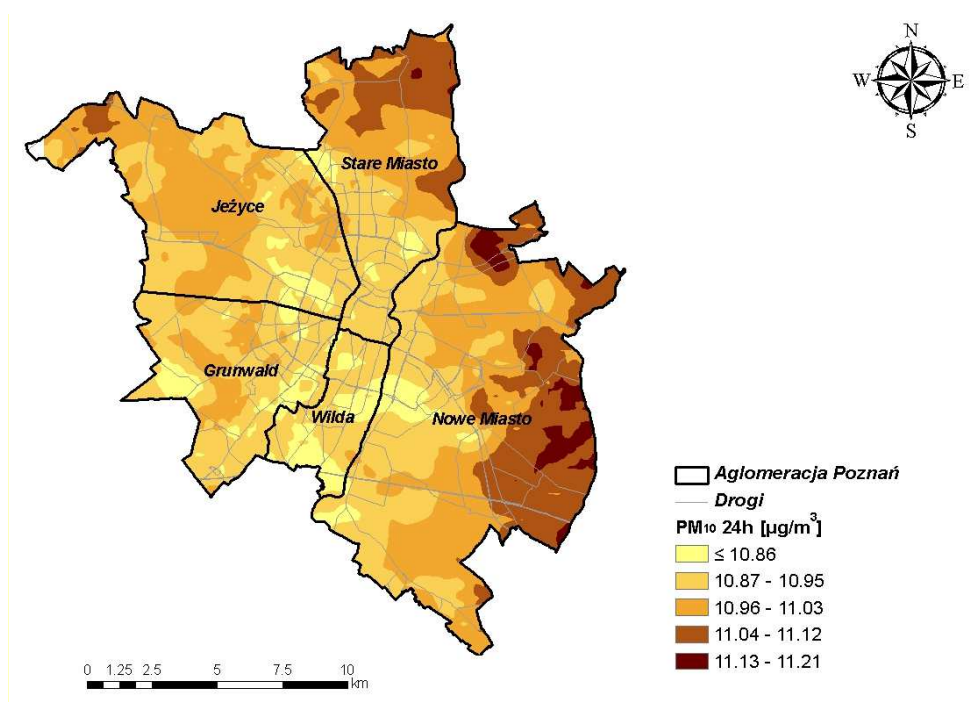 N
W E
S
Stare Miasto
Jeżyce
Grunwald
Wilda
Nowe Miasto
Aglomeracja Poznań
Drogi
PM10 24h [µg/m³]
≤ 10.86
10.87 - 10.95
10.96 - 11.03
11.04 - 11.12
11.13 - 11.21
0 1.25 2.5 5 7.5 10
km